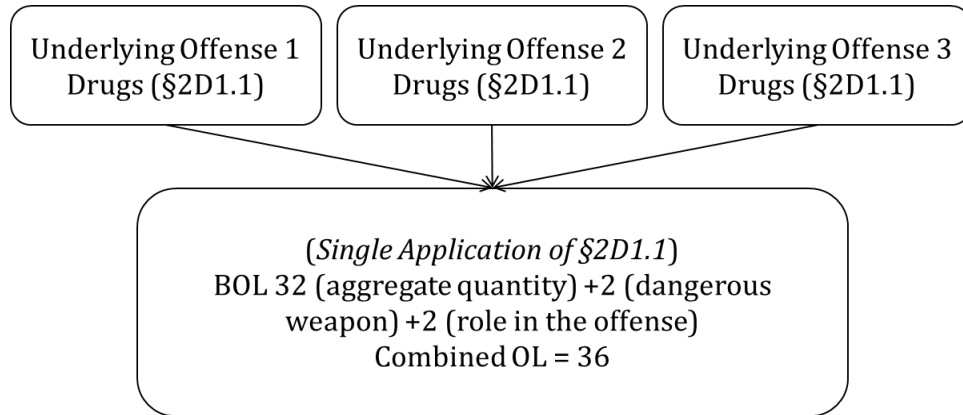 Underlying Offense 1
Drugs (§2D1.1)
Underlying Offense 2
Drugs (§2D1.1)
Underlying Offense 3
Drugs (§2D1.1)
(Single Application of §2D1.1)
BOL 32 (aggregate quantity) +2 (dangerous
weapon) +2 (role in the offense)
Combined OL = 36